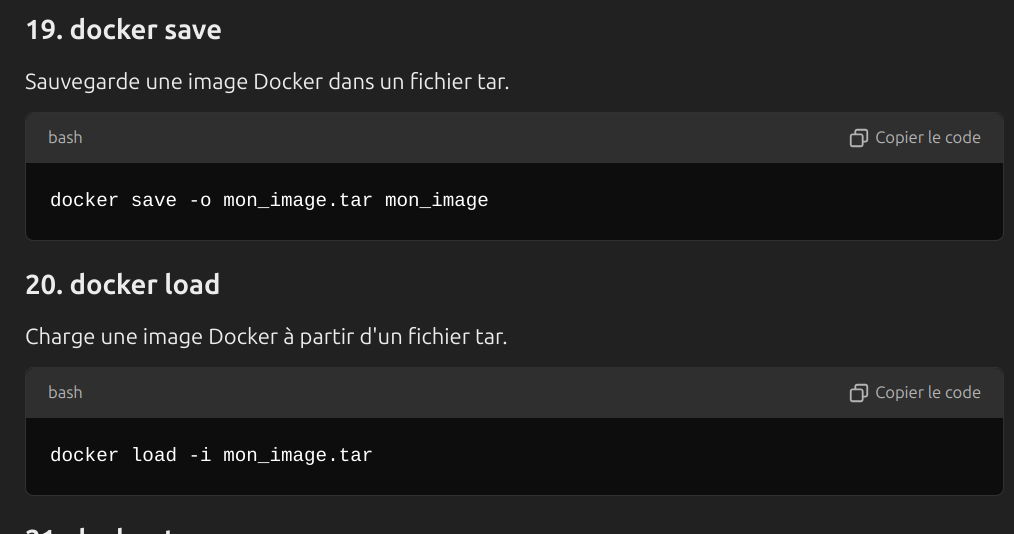 19. docker save
Sauvegarde une image Docker dans un fichier tar.
bash
Copier le code
docker save -o mon_image.tar mon_image
20. docker load
Charge une image Docker à partir d'un fichier tar.
bash
Copier le code
docker load -i mon_image.tar